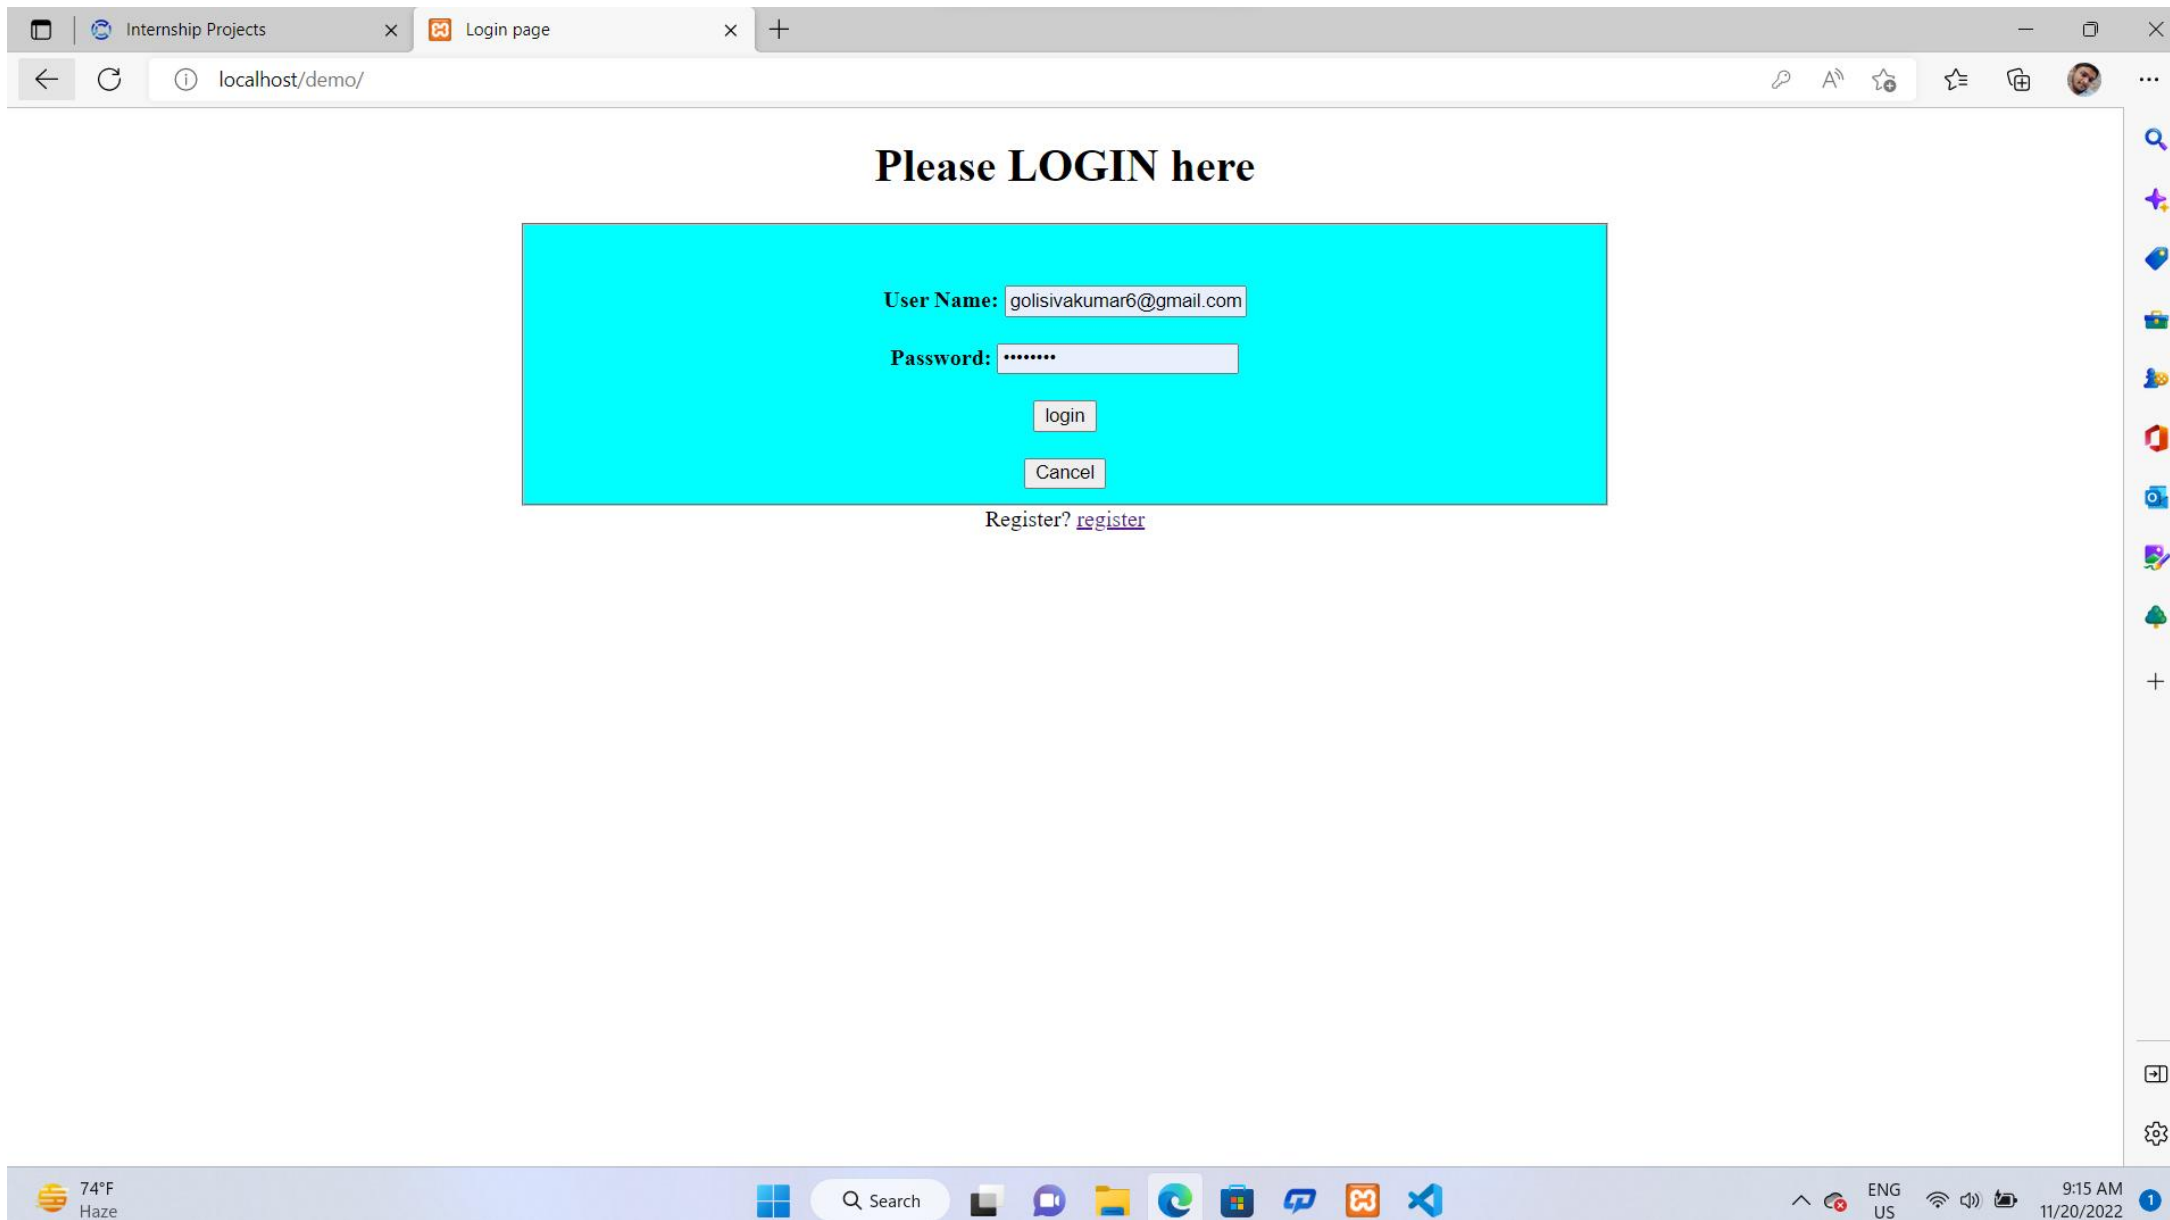 Internship Projects
Login page
localhost/demo/
Please LOGIN here
User Name: golisivakumar6@gmail.com
Password: ••••••••
login
Cancel
Register? register
74°F
Haze
Search
ENG
US
9:15 AM
11/20/2022
1